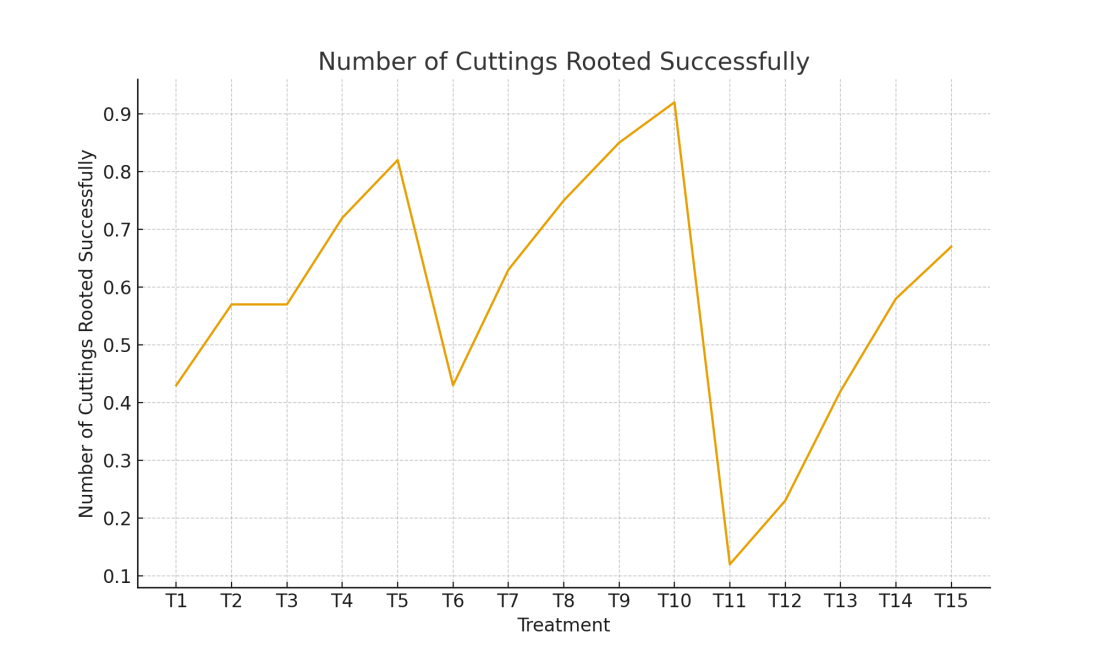 Number of Cuttings Rooted Successfully
Number of Cuttings Rooted Successfully
0.9
0.8
0.7
0.6
0.5
0.4
0.3
0.2
0.1
T1 T2 T3 T4 T5 T6 T7 T8 T9 T10 T11 T12 T13 T14 T15
Treatment